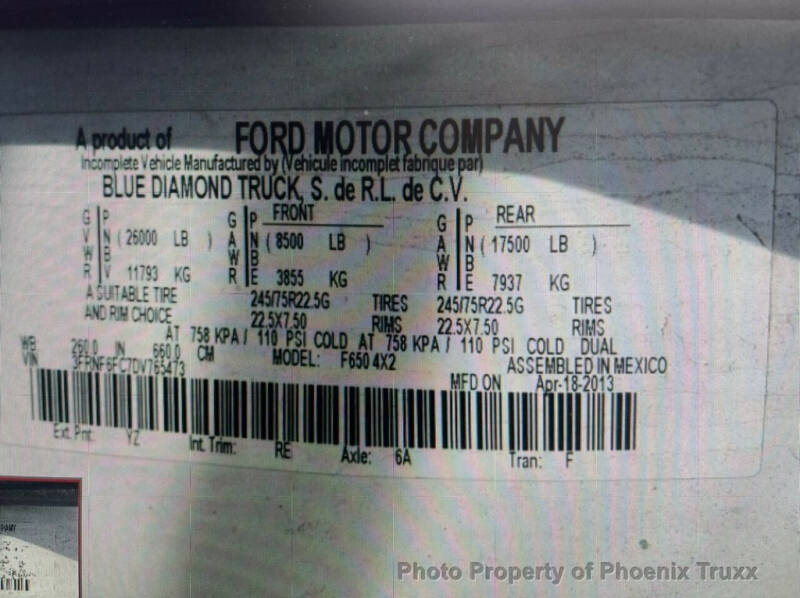 A product of FORD MOTOR COMPANY
Incomplete Vehicle Manufactured by (Vehicule incomplet fabrique par)
BLUE DIAMOND TRUCK, S. de R.L. de C.V.
G P G P FRONT G P REAR
V N ( 26000 LB ) A N ( 8500 LB ) A N ( 17500 LB )
W B W B W B
R V 11793 KG R E 3855 KG R E 7937 KG
A SUITABLE TIRE 245/75R22.5G TIRES 245/75R22.5G TIRES
AND RIM CHOICE 22.5X7.50 RIMS 22.5X7.50 RIMS
AT 758 KPA / 110 PSI COLD AT 758 KPA / 110 PSI COLD DUAL
WB 260.0 IN 660.0 CM MODEL: F650 4X2 ASSEMBLED IN MEXICO
VIN 3FRNF6FC7DV765473 MFD ON Apr-18-2013
Ext. Pnt: YZ Int. Trim: RE Axle: 6A Tran: F
Photo Property of Phoenix Truxx